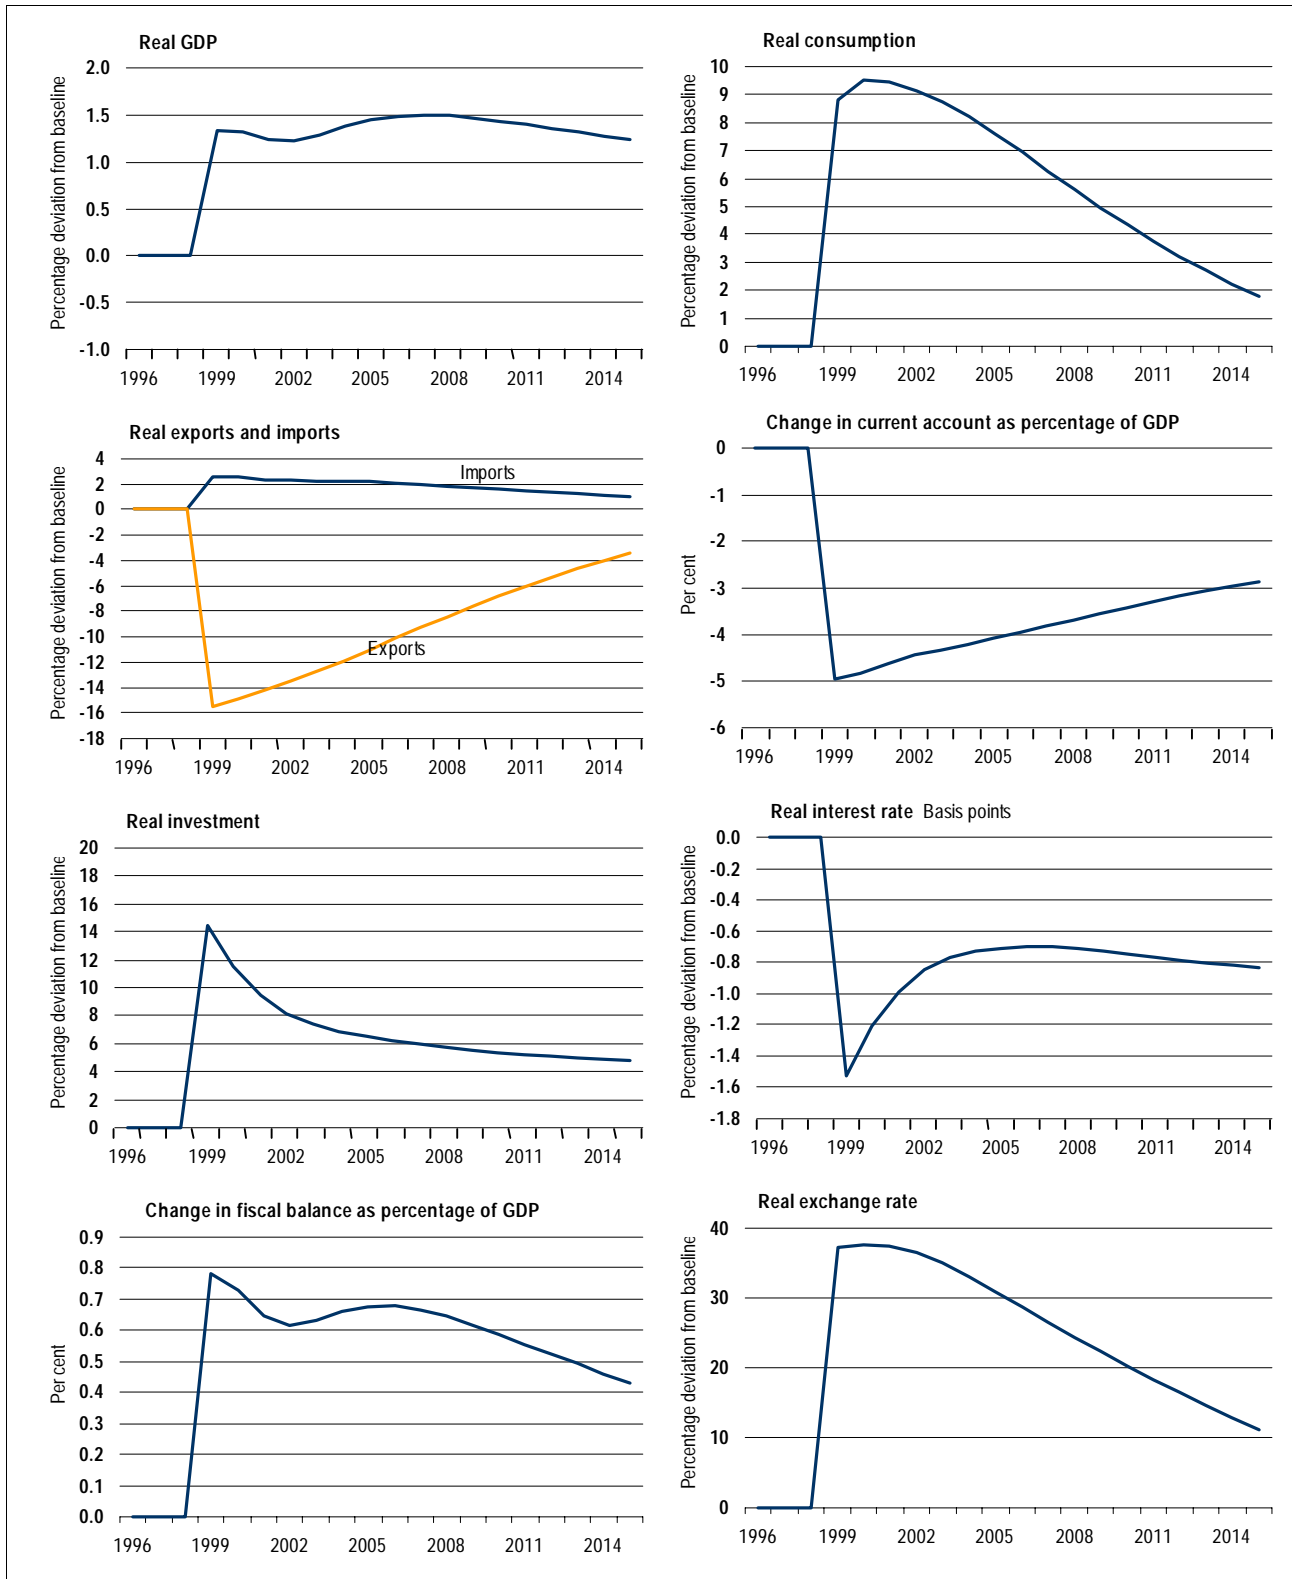 Real GDP
Percentage deviation from baseline
2.0
1.5
1.0
0.5
0.0
-0.5
-1.0
1996 1999 2002 2005 2008 2011 2014
Real consumption
Percentage deviation from baseline
10
9
8
7
6
5
4
3
2
1
0
1996 1999 2002 2005 2008 2011 2014
Real exports and imports
Percentage deviation from baseline
4
2
0
-2
-4
-6
-8
-10
-12
-14
-16
-18
Imports
Exports
1996 1999 2002 2005 2008 2011 2014
Change in current account as percentage of GDP
Per cent
0
-1
-2
-3
-4
-5
-6
1996 1999 2002 2005 2008 2011 2014
Real investment
Percentage deviation from baseline
20
18
16
14
12
10
8
6
4
2
0
1996 1999 2002 2005 2008 2011 2014
Real interest rate Basis points
Percentage deviation from baseline
0.0
-0.2
-0.4
-0.6
-0.8
-1.0
-1.2
-1.4
-1.6
-1.8
1996 1999 2002 2005 2008 2011 2014
Change in fiscal balance as percentage of GDP
Per cent
0.9
0.8
0.7
0.6
0.5
0.4
0.3
0.2
0.1
0.0
1996 1999 2002 2005 2008 2011 2014
Real exchange rate
Percentage deviation from baseline
40
30
20
10
0
1996 1999 2002 2005 2008 2011 2014